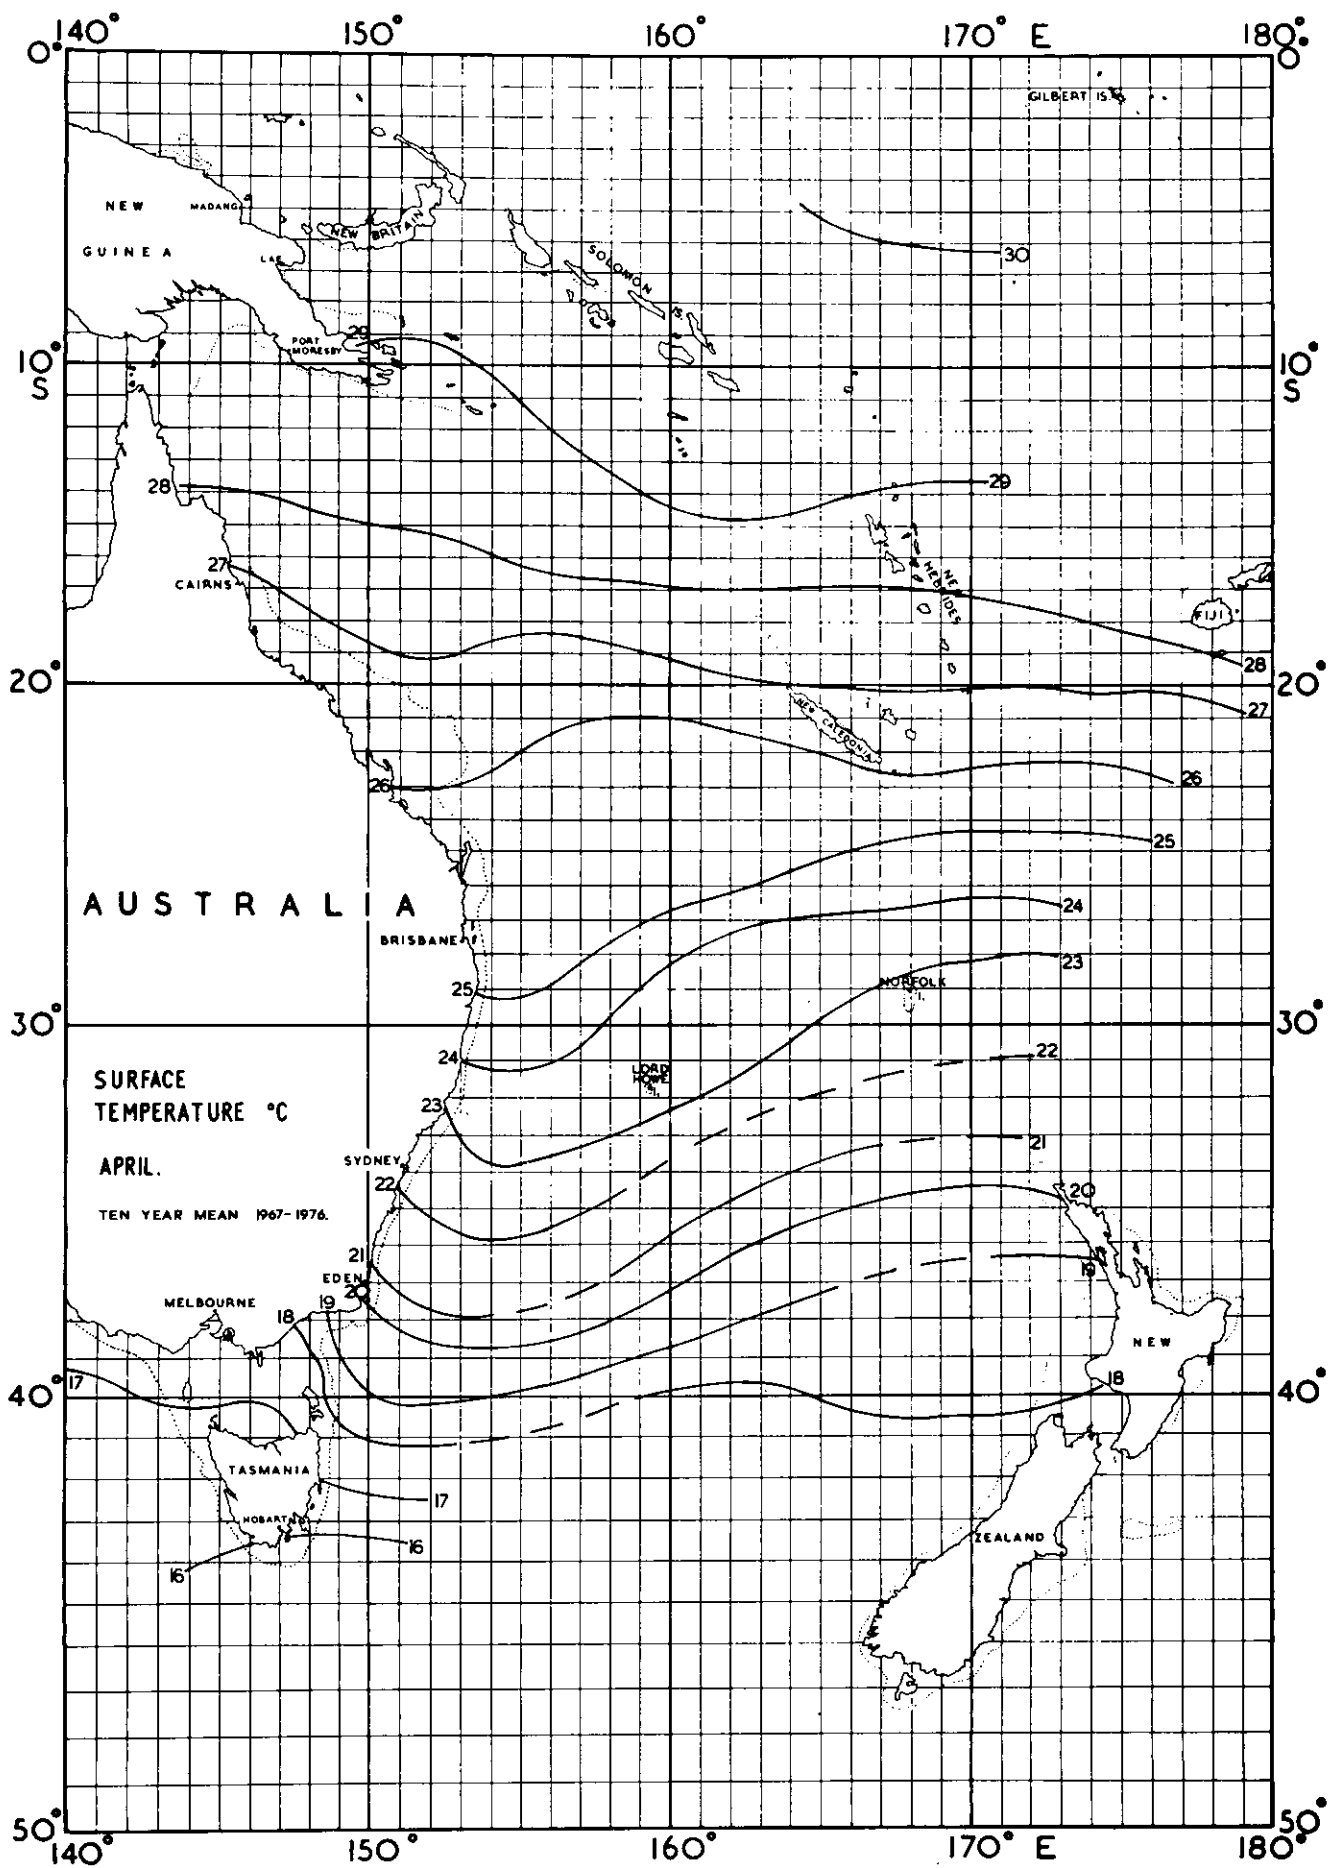 140° 150° 160° 170° E 180°
0° 0°
GILBERT IS.
NEW MADANG
NEW BRITAIN
GUINEA
LAE
SOLOMON IS.
30
29
PORT MORESBY
10° 10°
S S
28 29
27
CAIRNS
NEW HEBRIDES
FIJI
28
20° 20°
NEW CALEDONIA
27
26 26
25
AUSTRALIA
24
BRISBANE
23
25
NORFOLK I.
30° 30°
24 22
LORD HOWE I.
SURFACE
TEMPERATURE °C
23
21
APRIL.
SYDNEY
22
20
TEN YEAR MEAN 1967-1976.
21
19
EDEN
20
MELBOURNE
18 19
NEW
17
18
40° 40°
TASMANIA
17
HOBART
ZEALAND
16
16
50° 50°
140° 150° 160° 170° E 180°